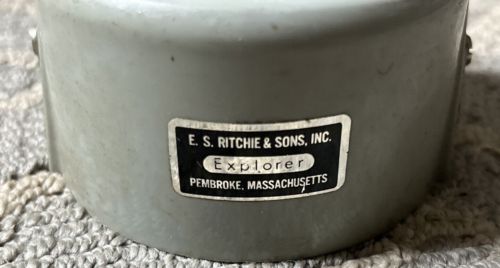 E. S. RITCHIE & SONS, INC.
Explorer
PEMBROKE, MASSACHUSETTS